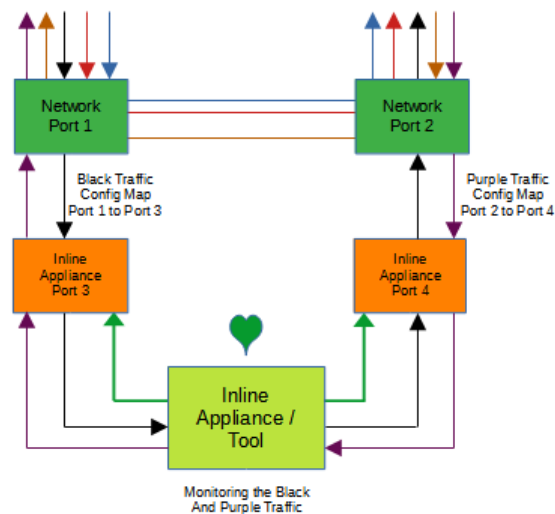 Network
Port 1
Network
Port 2
Black Traffic
Config Map
Port 1 to Port 3
Purple Traffic
Config Map
Port 2 to Port 4
Inline
Appliance
Port 3
Inline
Appliance
Port 4
Inline
Appliance /
Tool
Monitoring the Black
And Purple Traffic